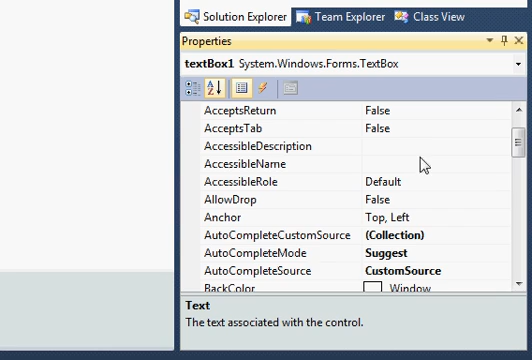 Solution Explorer Team Explorer Class View
Properties
textBox1 System.Windows.Forms.TextBox
AcceptsReturn False
AcceptsTab False
AccessibleDescription
AccessibleName
AccessibleRole Default
AllowDrop False
Anchor Top, Left
AutoCompleteCustomSource (Collection)
AutoCompleteMode Suggest
AutoCompleteSource CustomSource
BackColor Window
Text
The text associated with the control.